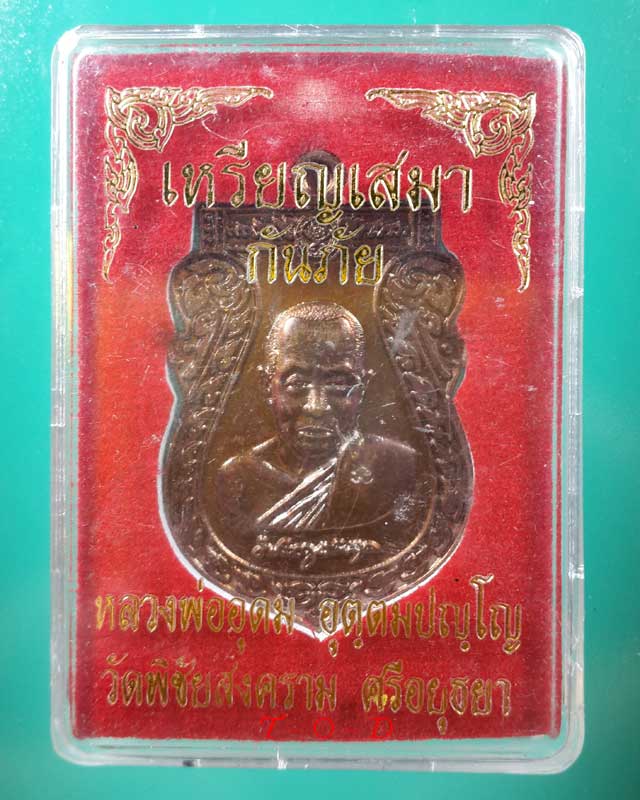 เหรียญเสมา
กันภัย
หลวงพ่ออุดม อุตฺตมปญฺโญ
วัดพิชัยสงคราม ศรีอยุธยา
T-O-D